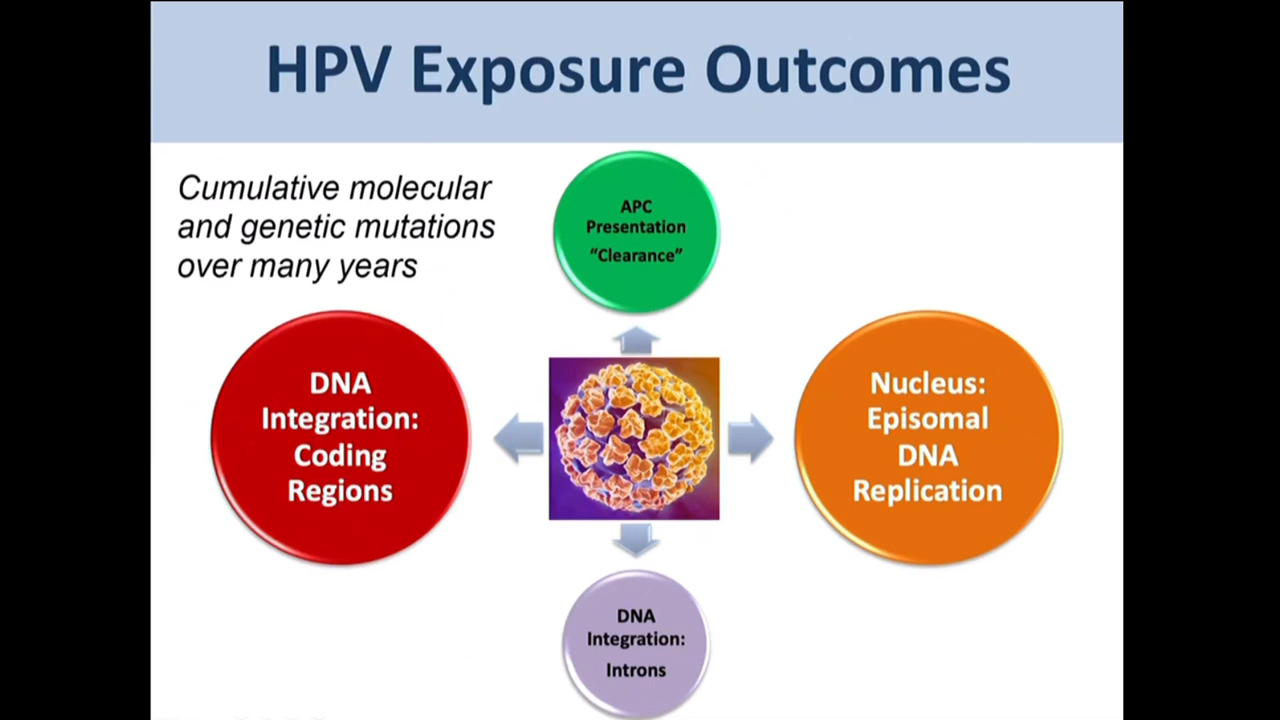 HPV Exposure Outcomes
Cumulative molecular
and genetic mutations
over many years
APC
Presentation
“Clearance”
DNA
Integration:
Coding
Regions
Nucleus:
Episomal
DNA
Replication
DNA
Integration:
Introns